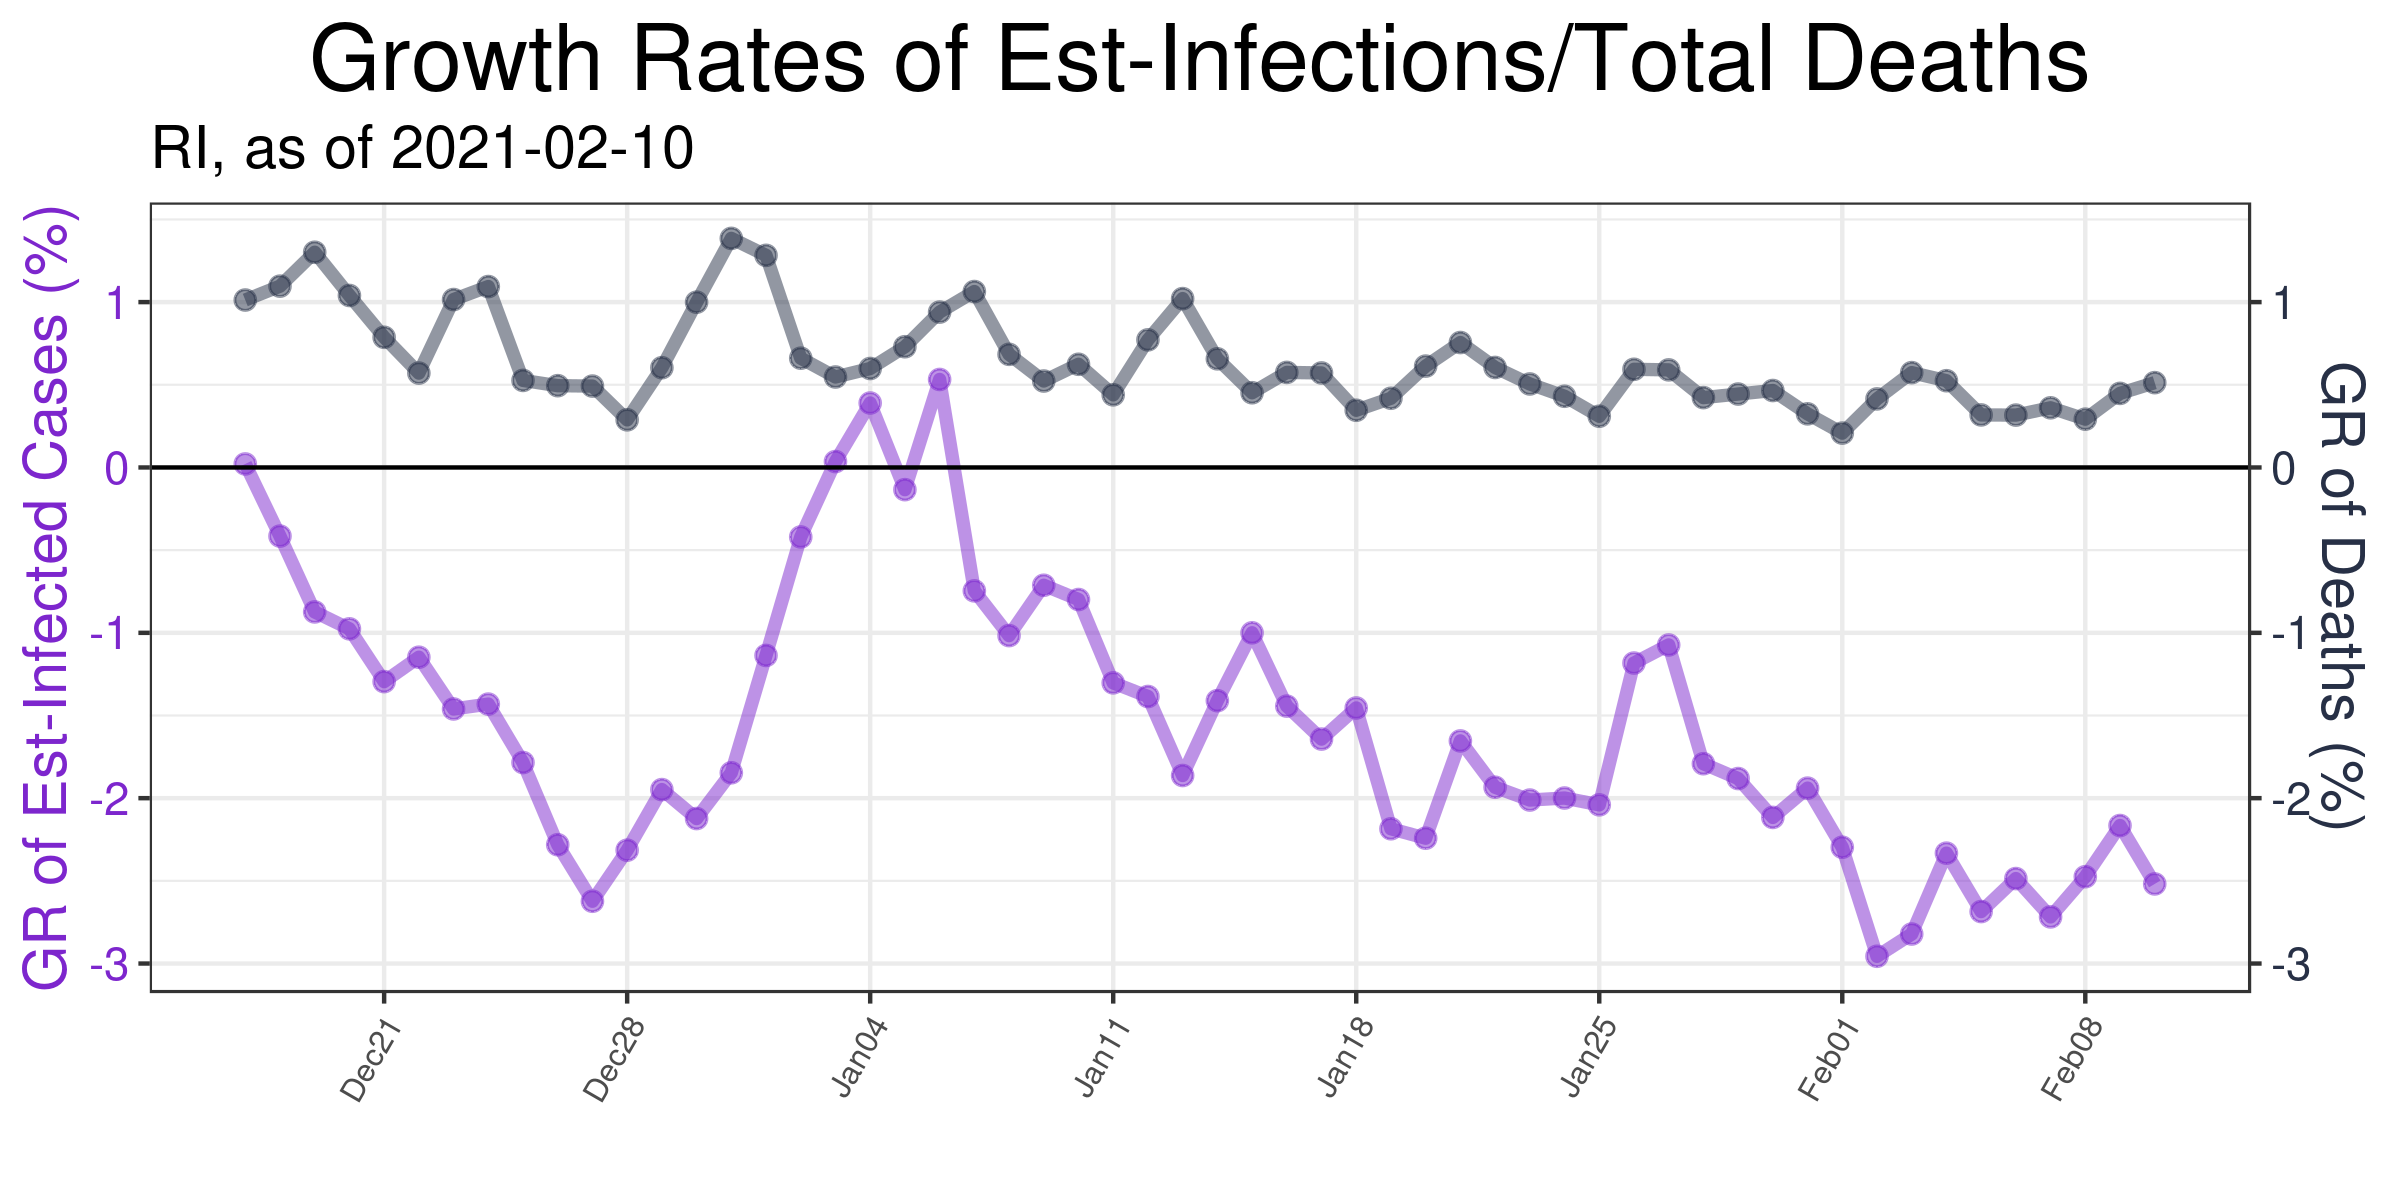 Growth Rates of Est-Infections/Total Deaths
RI, as of 2021-02-10
GR of Est-Infected Cases (%)
1
0
-1
-2
-3
1
0
-1
-2
-3
GR of Deaths (%)
Dec21
Dec28
Jan04
Jan11
Jan18
Jan25
Feb01
Feb08